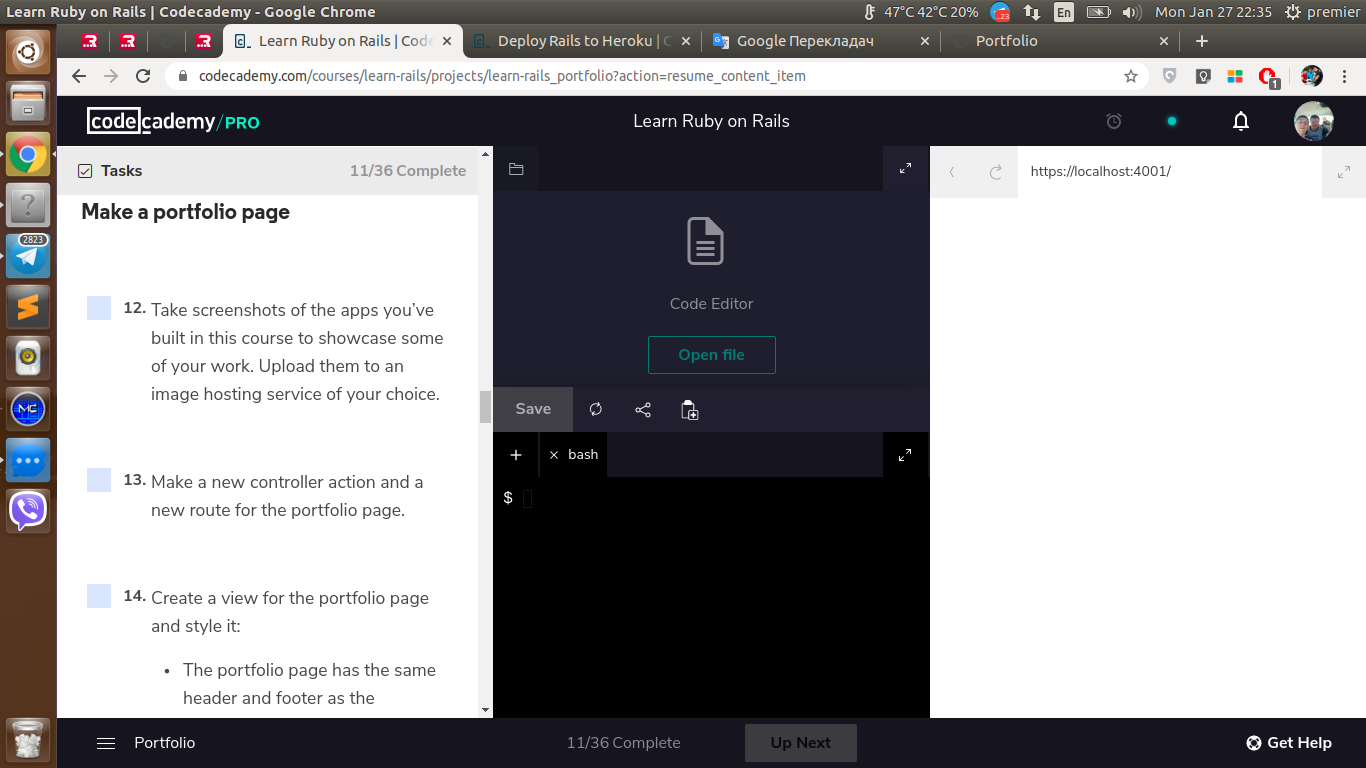 Learn Ruby on Rails | Codecademy - Google Chrome
47°C 42°C 20%
23
En
Mon Jan 27 22:35
premier
Learn Ruby on Rails | Code
Deploy Rails to Heroku | C
Google Перекладач
Portfolio
codecademy.com/courses/learn-rails/projects/learn-rails_portfolio?action=resume_content_item
1
codecademy/PRO
Learn Ruby on Rails
Tasks
11/36 Complete
https://localhost:4001/
Make a portfolio page
12. Take screenshots of the apps you’ve
built in this course to showcase some
of your work. Upload them to an
image hosting service of your choice.
13. Make a new controller action and a
new route for the portfolio page.
14. Create a view for the portfolio page
and style it:
• The portfolio page has the same
header and footer as the
Code Editor
Open file
Save
bash
$
2823
MC
Portfolio
11/36 Complete
Up Next
Get Help